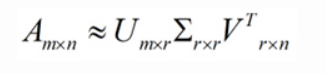 A_{m×n} ≈ U_{m×r} Σ_{r×r} V^T_{r×n}